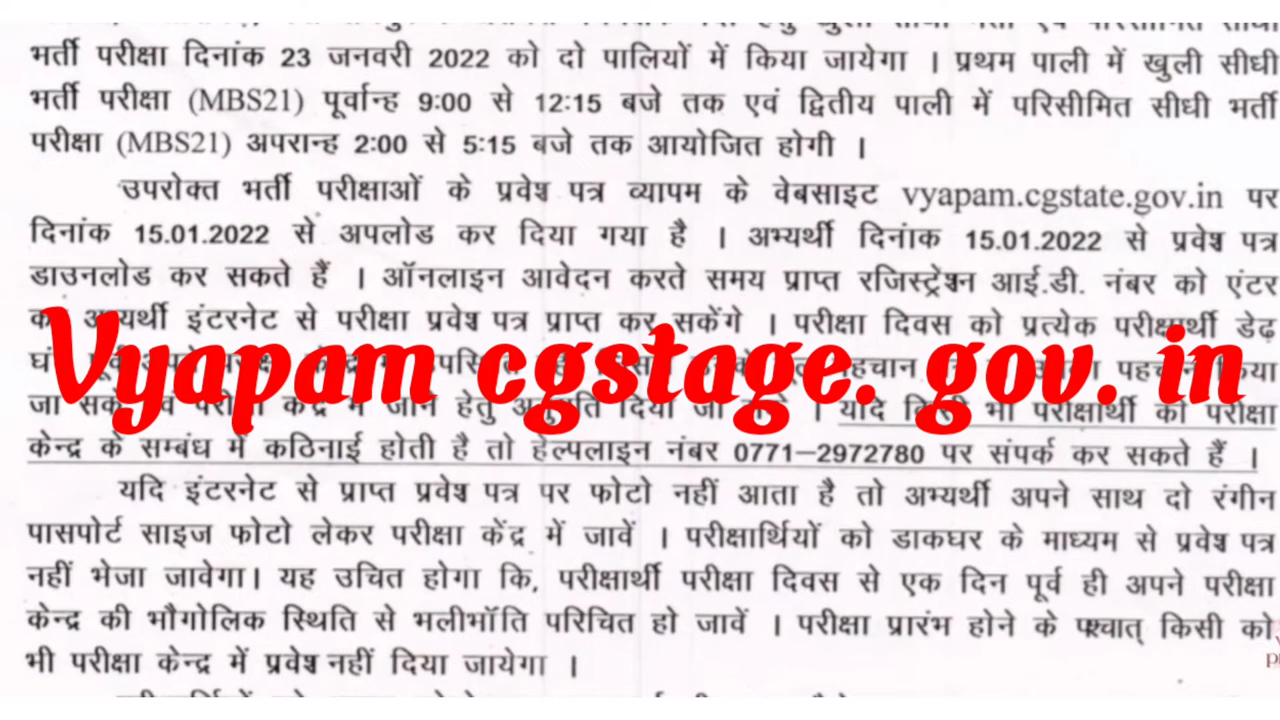 भर्ती परीक्षा दिनांक 23 जनवरी 2022 को दो पालियों में किया जायेगा । प्रथम पाली में खुली सीधी
भर्ती परीक्षा (MBS21) पूर्वान्ह 9:00 से 12:15 बजे तक एवं द्वितीय पाली में परिसीमित सीधी भर्ती
परीक्षा (MBS21) अपरान्ह 2:00 से 5:15 बजे तक आयोजित होगी ।
उपरोक्त भर्ती परीक्षाओं के प्रवेश पत्र व्यापम के वेबसाइट vyapam.cgstate.gov.in पर
दिनांक 15.01.2022 से अपलोड कर दिया गया है । अभ्यर्थी दिनांक 15.01.2022 से प्रवेश पत्र
डाउनलोड कर सकते हैं । ऑनलाइन आवेदन करते समय प्राप्त रजिस्ट्रेशन आई.डी. नंबर को एंटर
अभ्यर्थी इंटरनेट से परीक्षा प्रवेश पत्र प्राप्त कर सकेंगे । परीक्षा दिवस को प्रत्येक परीक्षार्थी डेढ़
Vyapam cgstage. gov. in
जा परीक्षा केंद्र में जाने हेतु दिया जा । यदि किसी भी परीक्षार्थी को परीक्षा
केन्द्र के सम्बंध में कठिनाई होती है तो हेल्पलाइन नंबर 0771–2972780 पर संपर्क कर सकते हैं ।
यदि इंटरनेट से प्राप्त प्रवेश पत्र पर फोटो नहीं आता है तो अभ्यर्थी अपने साथ दो रंगीन
पासपोर्ट साइज फोटो लेकर परीक्षा केंद्र में जावें । परीक्षार्थियों को डाकघर के माध्यम से प्रवेश पत्र
नहीं भेजा जावेगा। यह उचित होगा कि, परीक्षार्थी परीक्षा दिवस से एक दिन पूर्व ही अपने परीक्षा
केन्द्र की भौगोलिक स्थिति से भलीभॉति परिचित हो जावें । परीक्षा प्रारंभ होने के पश्चात् किसी को
भी परीक्षा केन्द्र में प्रवेश नहीं दिया जायेगा ।